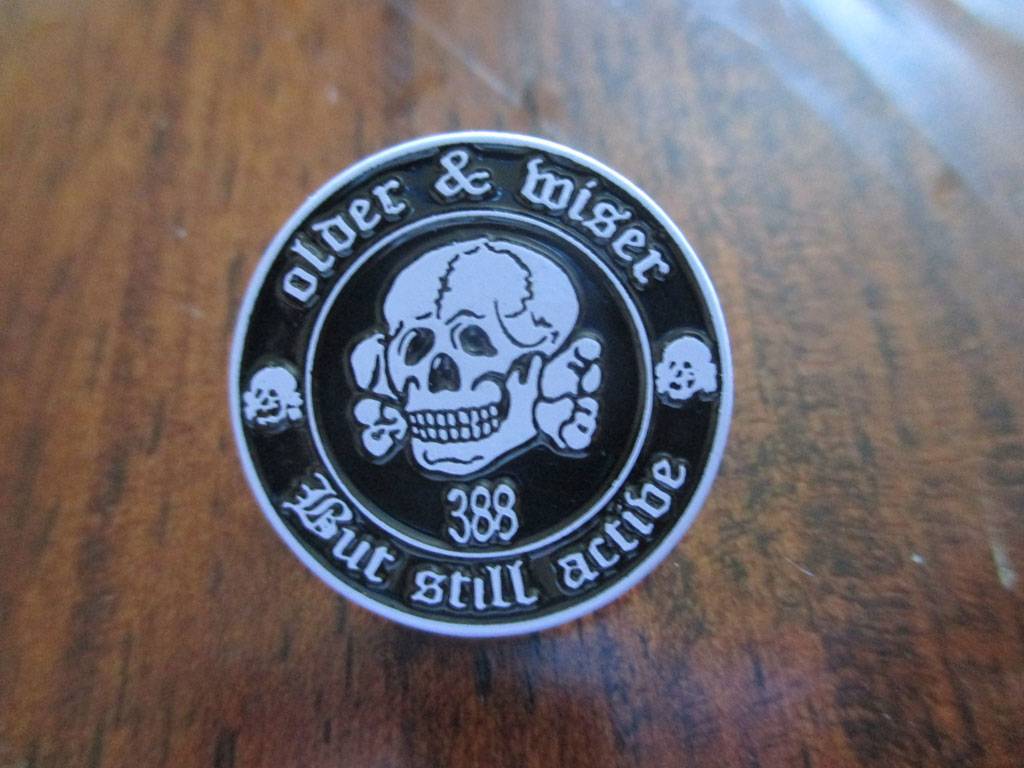 older & wiser
388
But still active